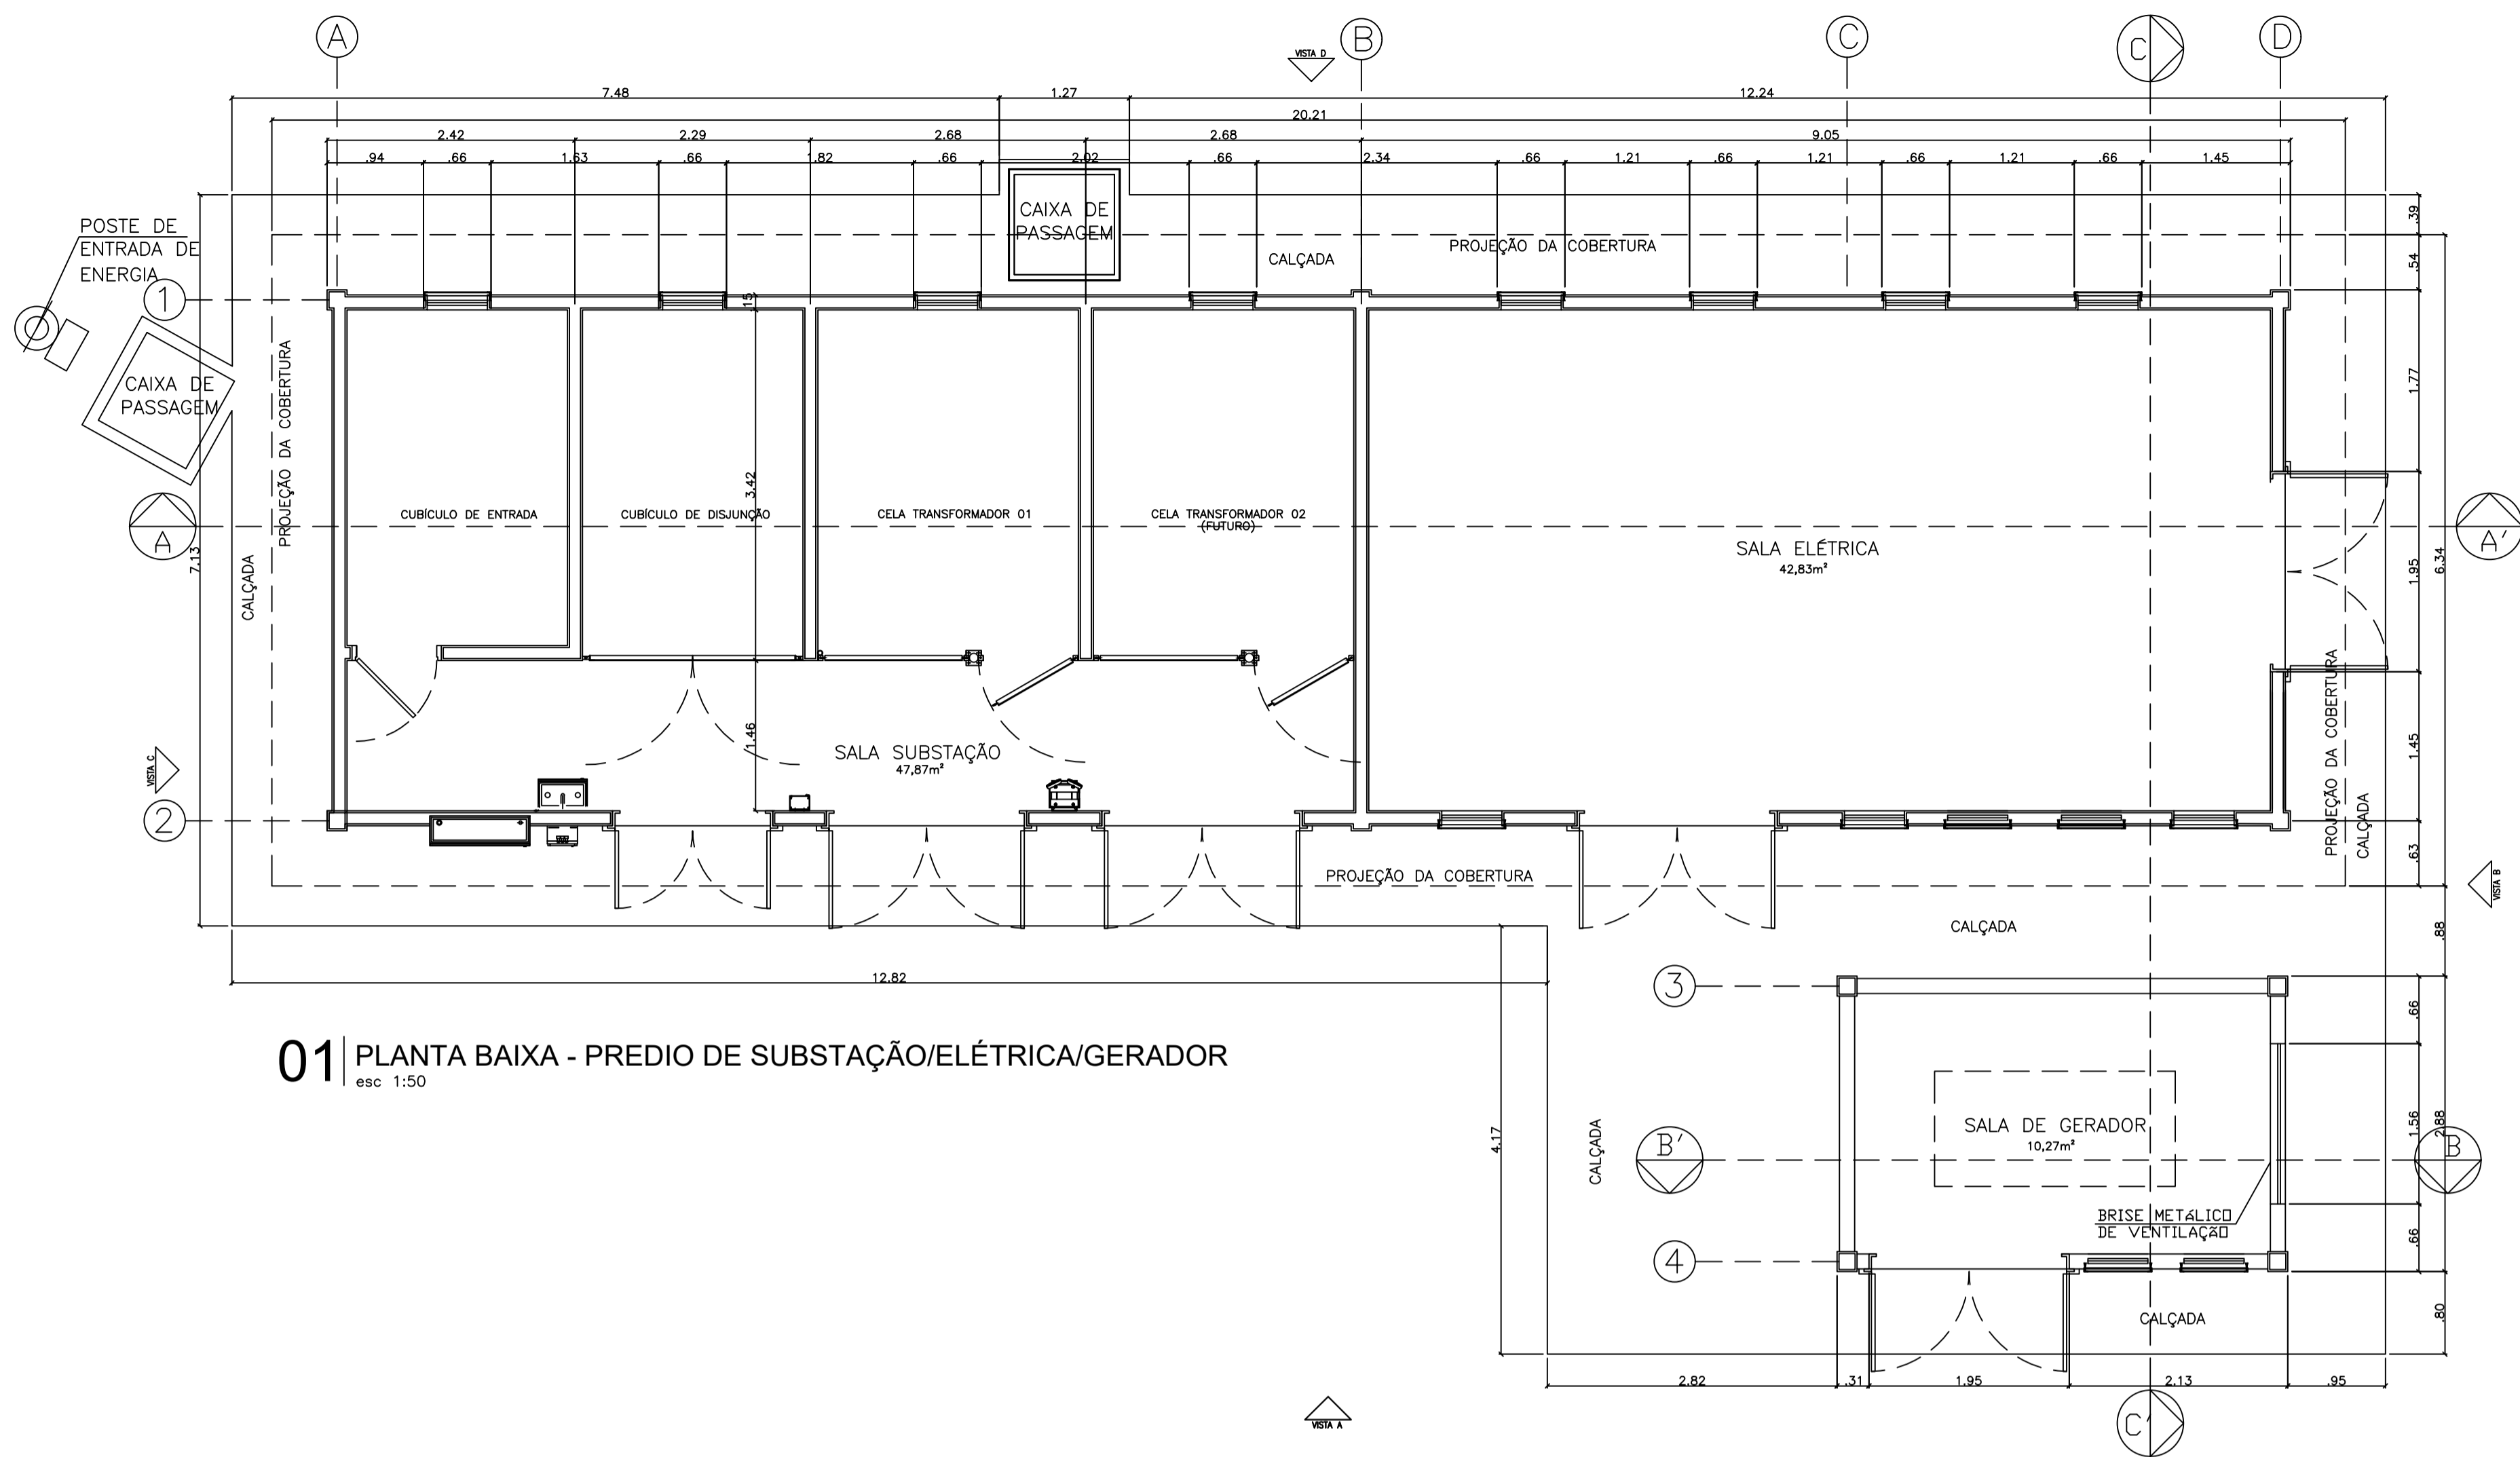 A
B
C
C
D
VISTA D
7.48
1.27
12.24
20.21
2.42
2.29
2.68
2.68
9.05
.94
.66
1.63
.66
1.82
.66
2.02
.66
2.34
.66
1.21
.66
1.21
.66
1.21
.66
1.45
POSTE DE
ENTRADA DE
ENERGIA
CAIXA DE
PASSAGEM
CALÇADA
PROJEÇÃO DA COBERTURA
.39
.54
1
.15
CAIXA DE
PASSAGEM
PROJEÇÃO DA COBERTURA
1.77
3.42
CUBÍCULO DE ENTRADA
CUBÍCULO DE DISJUNÇÃO
CELA TRANSFORMADOR 01
CELA TRANSFORMADOR 02
(FUTURO)
A
A'
SALA ELÉTRICA
42,83m²
7.13
CALÇADA
1.95
6.34
1.46
SALA SUBSTAÇÃO
47,87m²
1.45
VISTA C
PROJEÇÃO DA COBERTURA
CALÇADA
2
.63
PROJEÇÃO DA COBERTURA
VISTA B
CALÇADA
.88
12.82
3
.66
01
PLANTA BAIXA - PREDIO DE SUBSTAÇÃO/ELÉTRICA/GERADOR
esc 1:50
4.17
CALÇADA
B'
SALA DE GERADOR
10,27m²
1.56
2.88
B
BRISE METÁLICO
DE VENTILAÇÃO
.66
4
CALÇADA
.80
2.82
.31
1.95
2.13
.95
VISTA A
C'